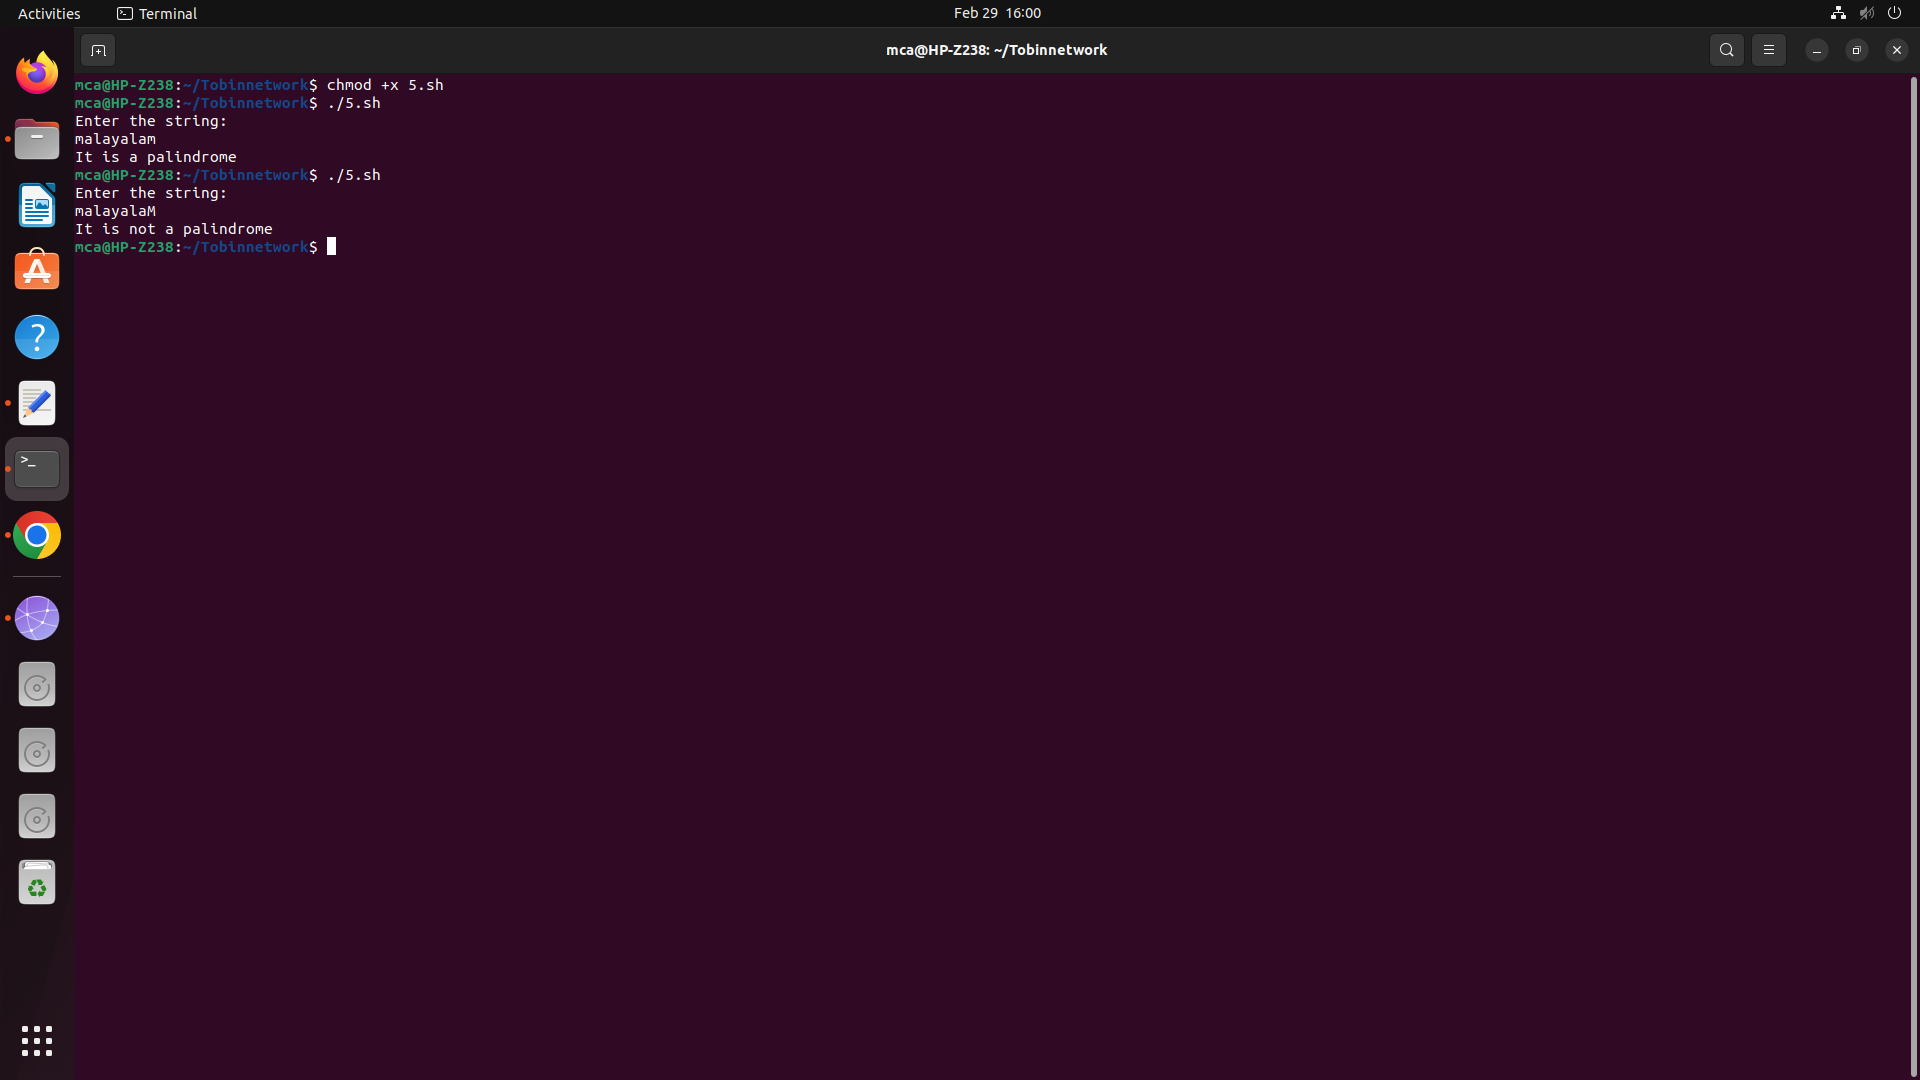 Activities
Terminal
Feb 29 16:00
mca@HP-Z238: ~/Tobinnetwork
mca@HP-Z238:~/Tobinnetwork$ chmod +x 5.sh
mca@HP-Z238:~/Tobinnetwork$ ./5.sh
Enter the string:
malayalam
It is a palindrome
mca@HP-Z238:~/Tobinnetwork$ ./5.sh
Enter the string:
malayalaM
It is not a palindrome
mca@HP-Z238:~/Tobinnetwork$